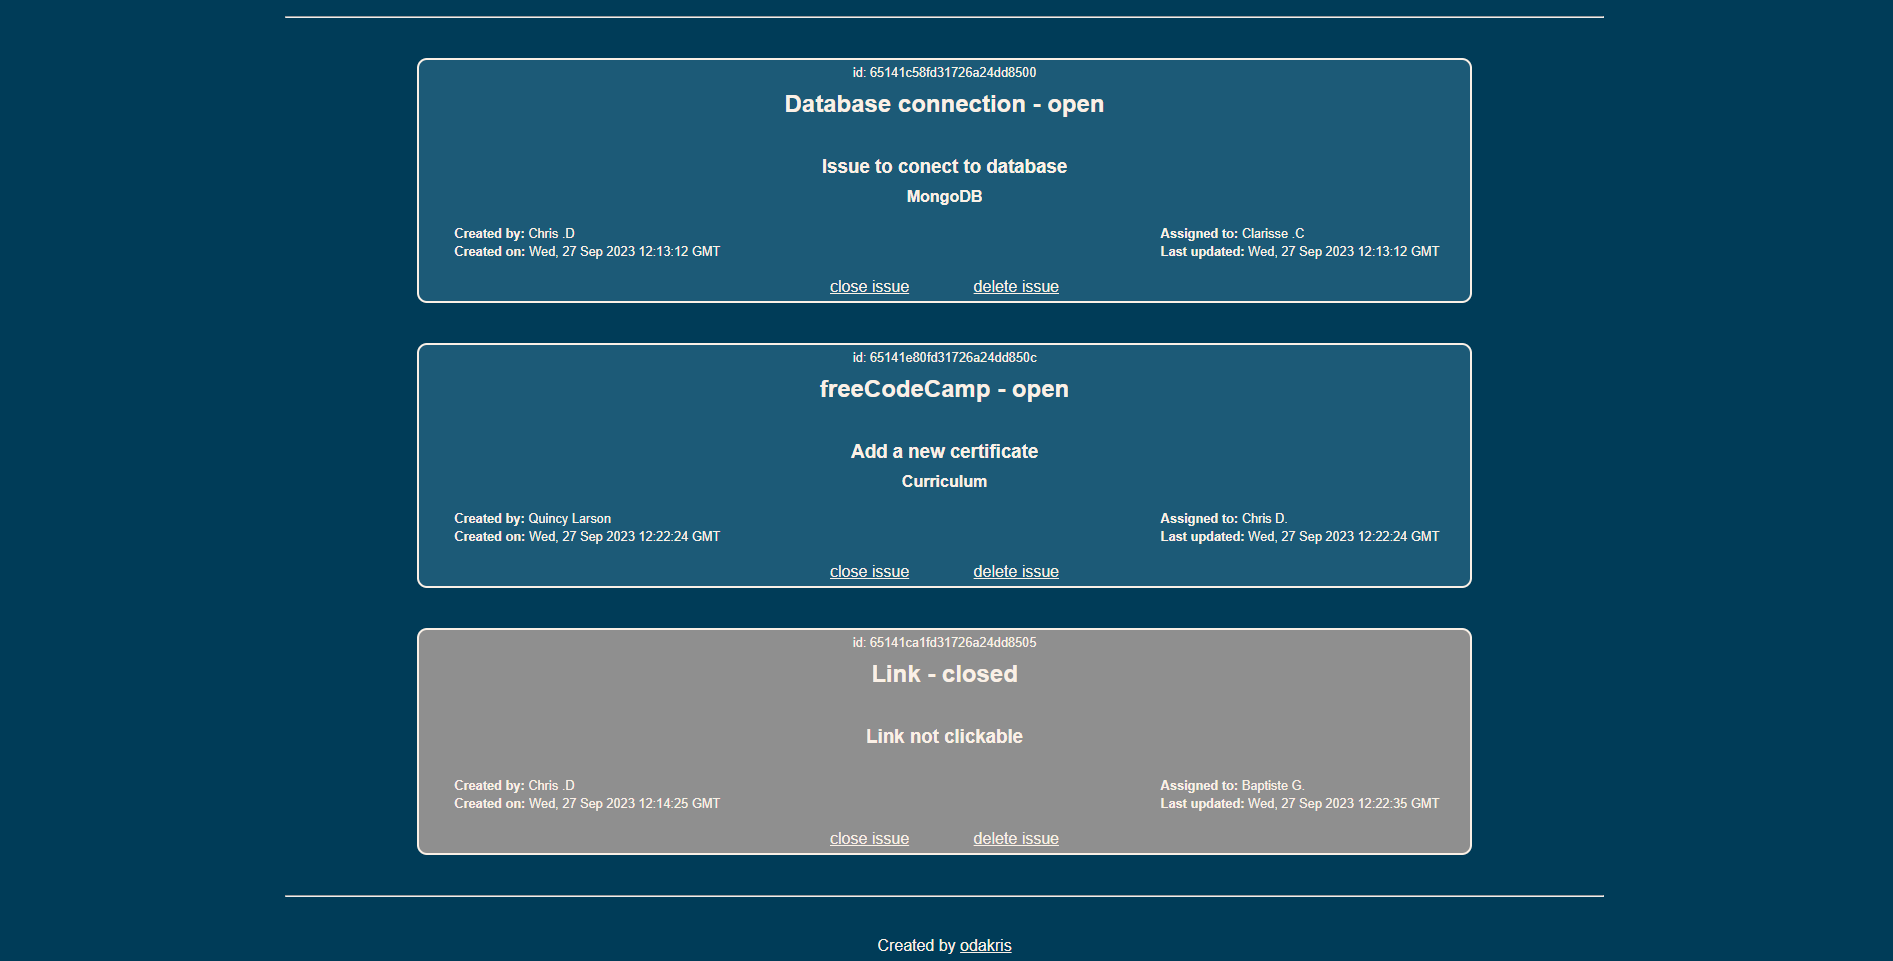 id: 65141c58fd31726a24dd8500
Database connection - open
Issue to conect to database
MongoDB
Created by: Chris .D
Created on: Wed, 27 Sep 2023 12:13:12 GMT
Assigned to: Clarisse .C
Last updated: Wed, 27 Sep 2023 12:13:12 GMT
close issue delete issue
id: 65141e80fd31726a24dd850c
freeCodeCamp - open
Add a new certificate
Curriculum
Created by: Quincy Larson
Created on: Wed, 27 Sep 2023 12:22:24 GMT
Assigned to: Chris D.
Last updated: Wed, 27 Sep 2023 12:22:24 GMT
close issue delete issue
id: 65141ca1fd31726a24dd8505
Link - closed
Link not clickable
Created by: Chris .D
Created on: Wed, 27 Sep 2023 12:14:25 GMT
Assigned to: Baptiste G.
Last updated: Wed, 27 Sep 2023 12:22:35 GMT
close issue delete issue
Created by odakris